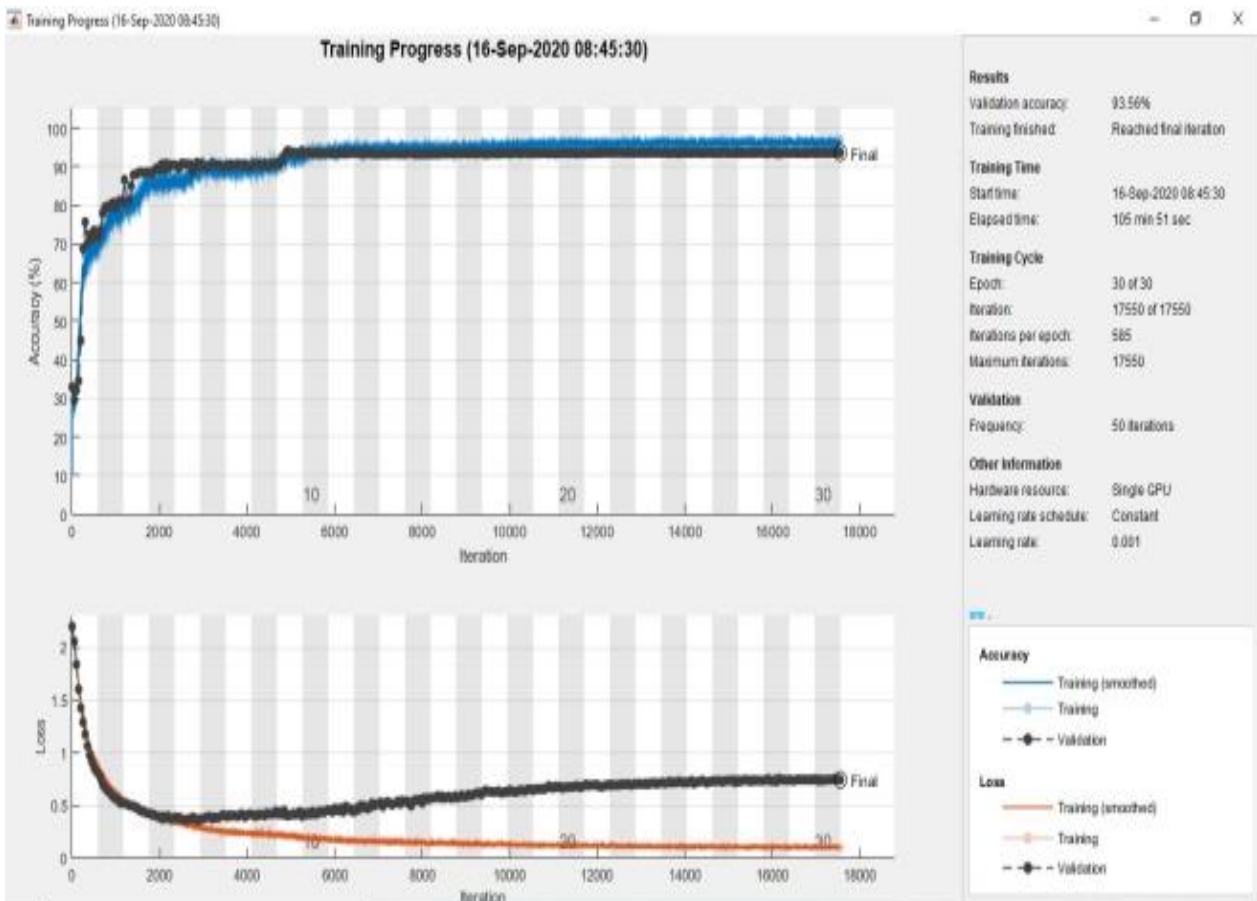 Training Progress (16-Sep-2020 08:45:30)
Training Progress (16-Sep-2020 08:45:30)
100
90
80
70
60
50
40
30
20
10
0
Accuracy (%)
Final
10
20
30
0
2000
4000
6000
8000
10000
12000
14000
16000
18000
Iteration
2
1.5
1
0.5
0
Loss
Final
10
20
30
0
2000
4000
6000
8000
10000
12000
14000
16000
18000
Iteration
Results
Validation accuracy: 93.56%
Training finished: Reached final iteration
Training Time
Start time: 16-Sep-2020 08:45:30
Elapsed time: 105 min 51 sec
Training Cycle
Epoch: 30 of 30
Iteration: 17550 of 17550
Iterations per epoch: 585
Maximum iterations: 17550
Validation
Frequency: 50 iterations
Other Information
Hardware resource: Single GPU
Learning rate schedule: Constant
Learning rate: 0.001
Accuracy
Training (smoothed)
Training
Validation
Loss
Training (smoothed)
Training
Validation